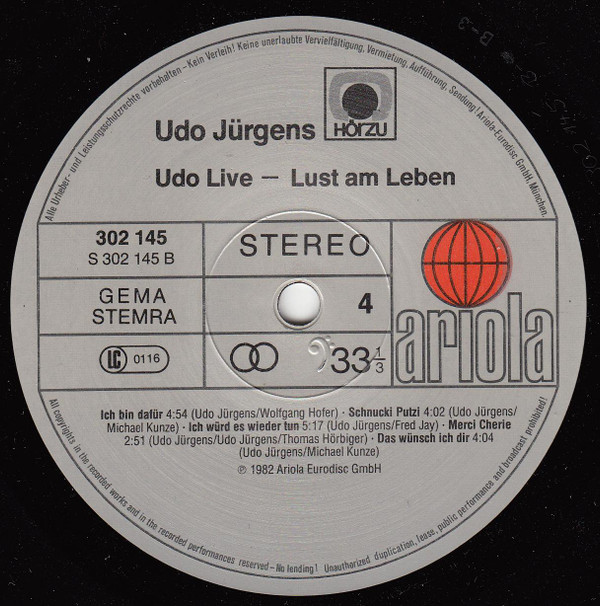 Alle Urheber- und Leistungsschutzrechte vorbehalten – Kein Verleih! Keine unerlaubte Vervielfältigung, Vermietung, Aufführung, Sendung! Ariola-Eurodisc GmbH, München.
Udo Jürgens HÖRZU
Udo Live – Lust am Leben
302 145
S 302 145 B
STEREO
GEMA
STEMRA
4
LC 0116
33 1/3
ariola
Ich bin dafür 4:54 (Udo Jürgens/Wolfgang Hofer) · Schnucki Putzi 4:02 (Udo Jürgens/
Michael Kunze) · Ich würd es wieder tun 5:17 (Udo Jürgens/Fred Jay) · Merci Cherie
2:51 (Udo Jürgens/Udo Jürgens/Thomas Hörbiger) · Das wünsch ich dir 4:04
(Udo Jürgens/Michael Kunze)
℗ 1982 Ariola Eurodisc GmbH
All copyrights in the recorded works and in the recorded performances reserved – No lending! Unauthorized duplication, lease, public performance and broadcast prohibited!